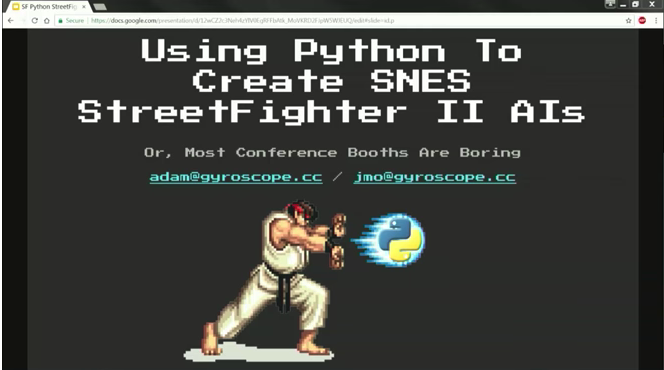 SF Python StreetFig
Secure
Using Python To
Create SNES
StreetFighter II AIs
Or, Most Conference Booths Are Boring
adam@gyroscope.cc / jmo@gyroscope.cc